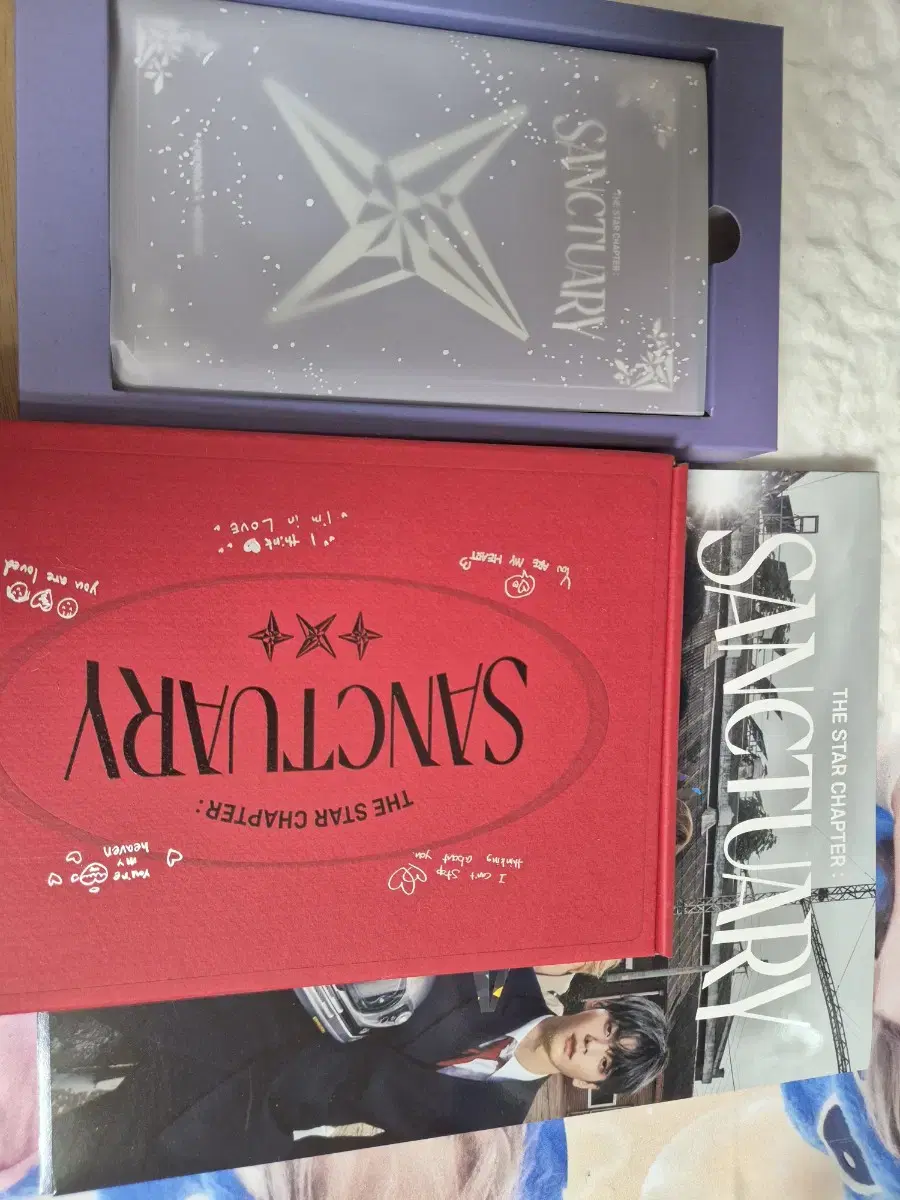 THE STAR CHAPTER:
SANCTUARY
THE STAR CHAPTER:
SANCTUARY
You ARE MY HEART
"I think
I'm in LOVE"
you are loved
I can't stop
thinking about you.
you're
my
heaven
THE STAR CHAPTER:
SANCTUARY